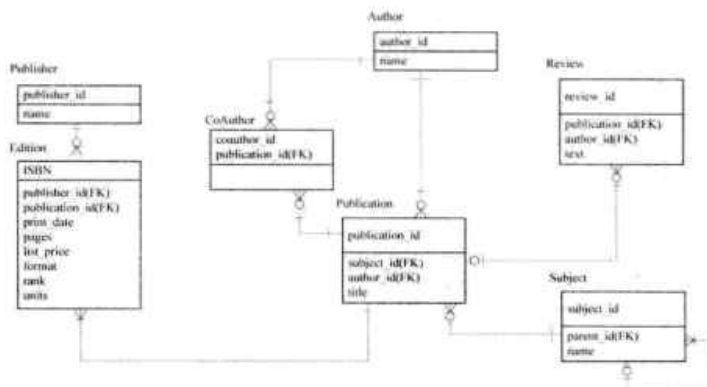 Author
author_id
name
Publisher
publisher_id
name
Review
review_id
publication_id(FK)
author_id(FK)
text
CoAuthor
coauthor_id
publication_id(FK)
Edition
ISBN
publisher_id(FK)
publication_id(FK)
print_date
pages
list_price
format
rank
units
Publication
publication_id
subject_id(FK)
author_id(FK)
title
Subject
subject_id
parent_id(FK)
name